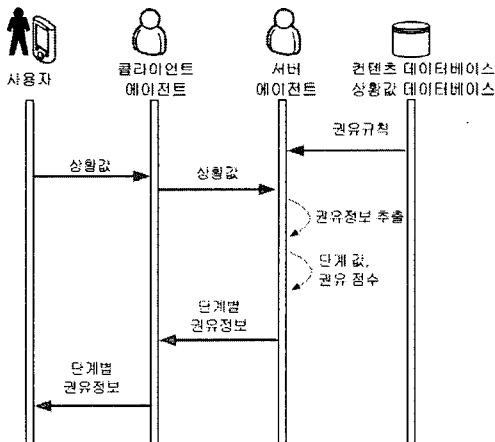 사용자
클라이언트
에이전트
서버
에이전트
컨텐츠 데이터베이스
상황값 데이터베이스
권유규칙
상황값
상황값
권유정보 추출
단계 값,
권유 점수
단계별
권유정보
단계별
권유정보